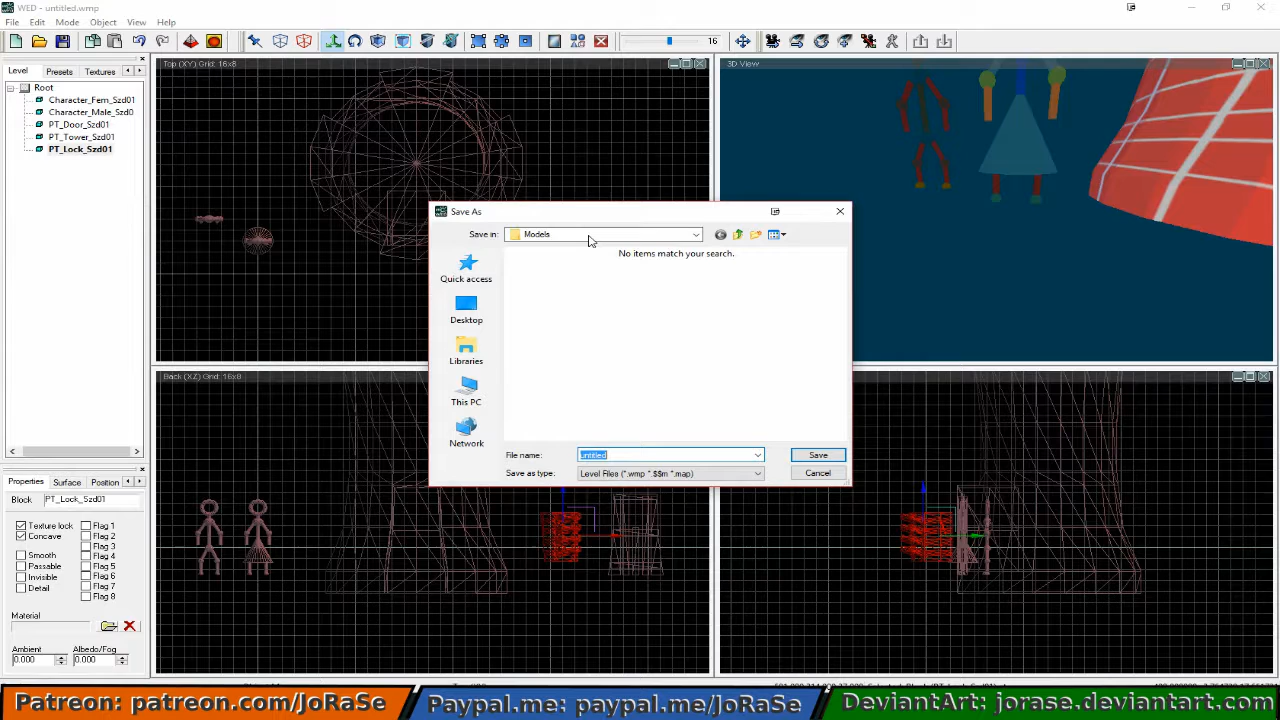 WED - untitled.wmp
File Edit Mode Object View Help
16
Level Presets Textures
Root
Character_Fem_Szd01
Character_Male_Szd0
PT_Door_Szd01
PT_Tower_Szd01
PT_Lock_Szd01
Top (XY) Grid: 16x8
3D View
Save As
Save in: Models
No items match your search.
Quick access
Desktop
Libraries
This PC
Network
File name: untitled
Save
Save as type: Level Files (*.wmp *.$$m *.map)
Cancel
Back (XZ) Grid: 16x8
Properties Surface Position
Block PT_Lock_Szd01
Texture lock Flag 1
Concave Flag 2
Flag 3
Smooth Flag 4
Passable Flag 5
Invisible Flag 6
Detail Flag 7
Flag 8
Material
Ambient Albedo/Fog
0.000 0.000
Patreon: patreon.com/JoRaSe
Paypal.me: paypal.me/JoRaSe
DeviantArt: jorase.deviantart.com